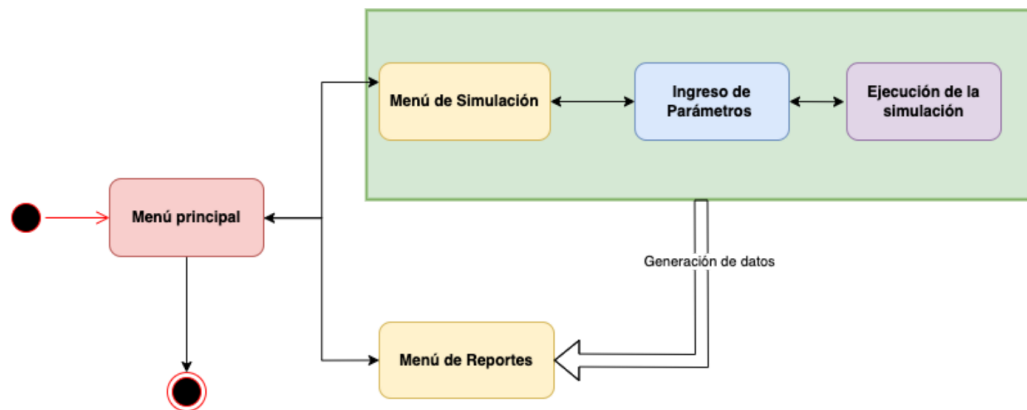 Menú de Simulación
Ingreso de
Parámetros
Ejecución de la
simulación
Menú principal
Generación de datos
Menú de Reportes